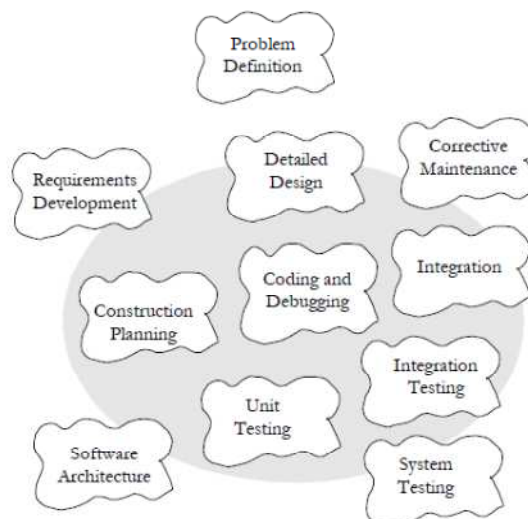 Problem
Definition
Detailed
Design
Corrective
Maintenance
Requirements
Development
Coding and
Debugging
Integration
Construction
Planning
Integration
Testing
Unit
Testing
Software
Architecture
System
Testing